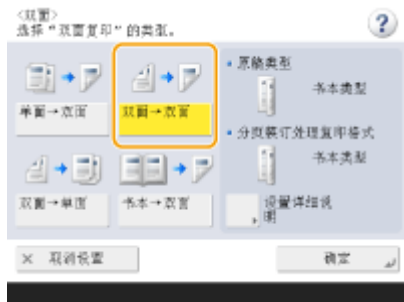 <双面>
选择“双面复印”的类型。
?
单面→双面
双面→双面
双面→单面
书本→双面
• 原稿类型
书本类型
• 分页装订处理复印格式
书本类型
设置详细说
明
× 取消设置
确定